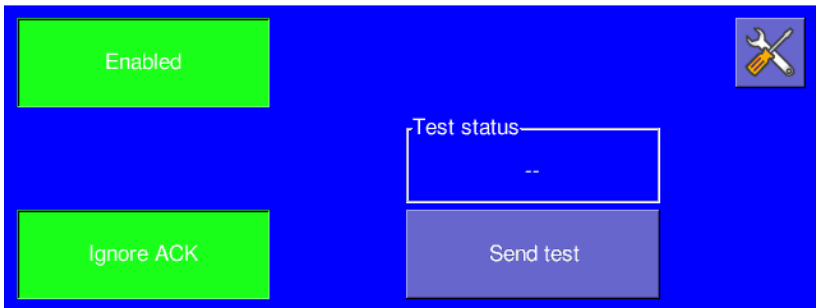 Enabled
Test status
--
Ignore ACK
Send test